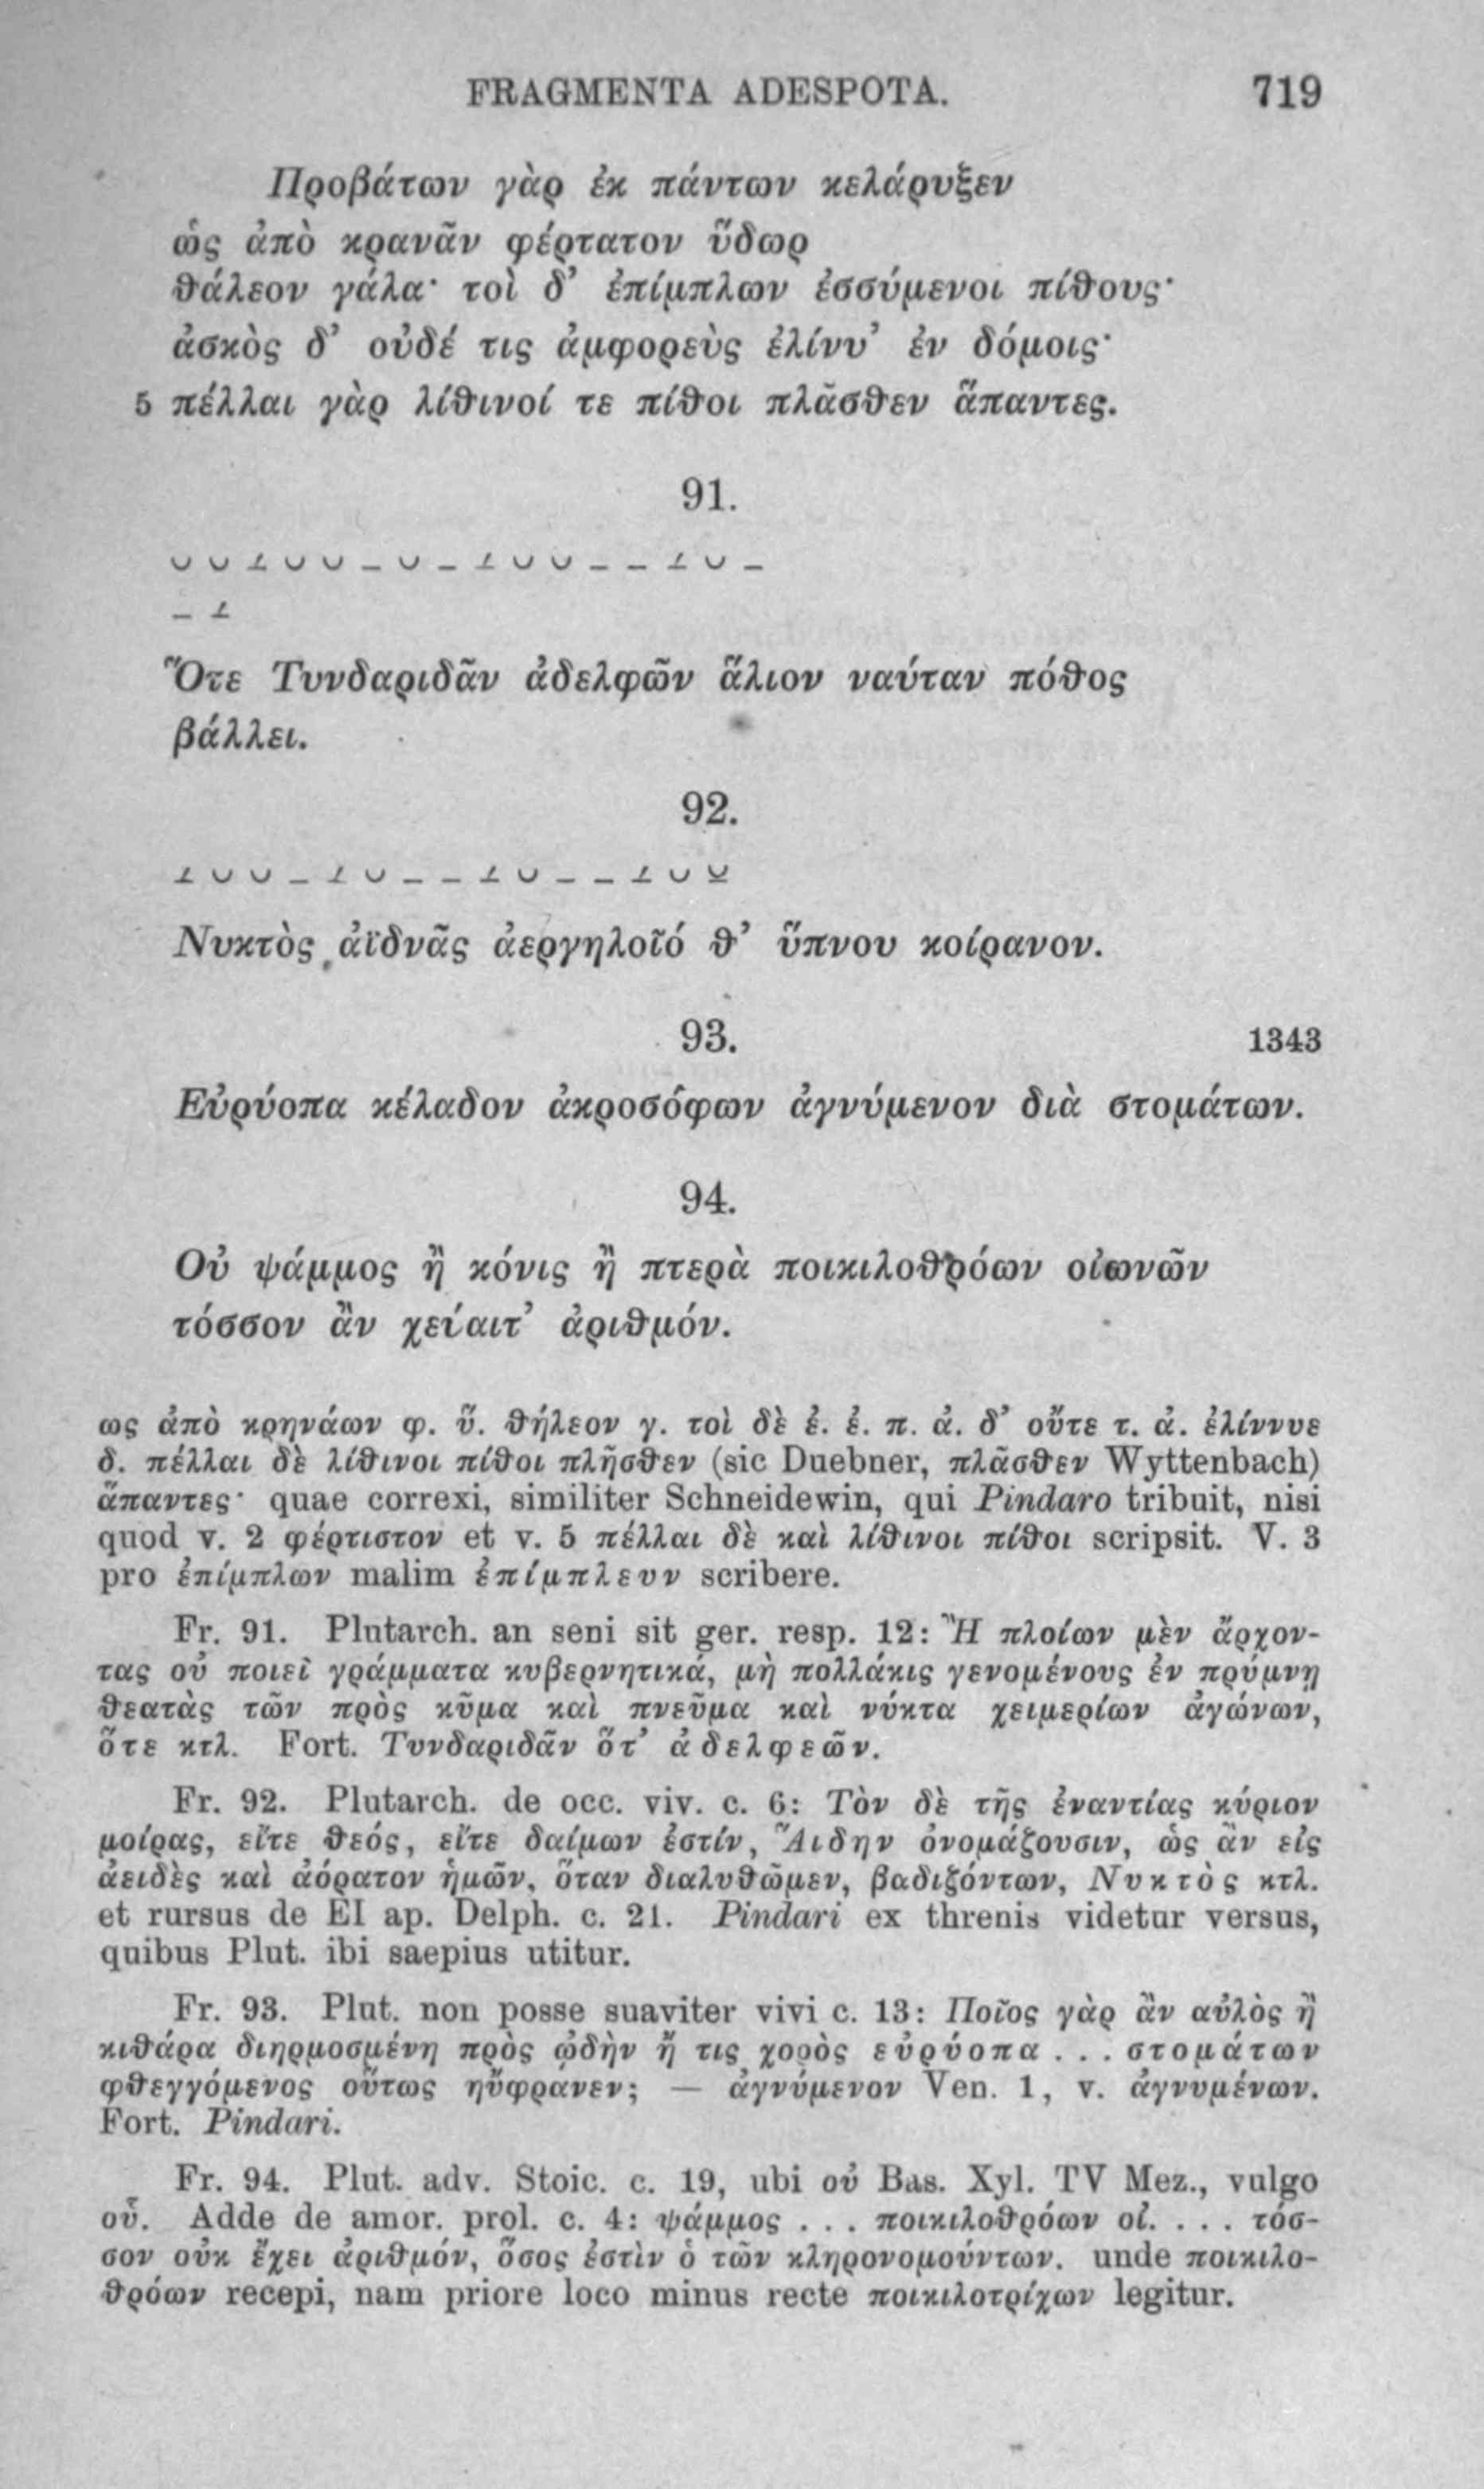 FRAGMENTA ADESPOTA. 719
Προβάτων γὰρ ἐκ πάντων κελάρυξεν
ὡς ἀπὸ κρανᾶν φέρτατον ὕδωρ
θάλεον γάλα· τοὶ δ’ ἐπίμπλων ἐσσύμενοι πίθους·
ἀσκὸς δ’ οὐδέ τις ἀμφορεὺς ἐλίνυ’ ἐν δόμοις·
5 πέλλαι γὰρ λίθινοί τε πίθοι πλᾶσθεν ἅπαντες.
91.
⏑ ⏑ –́ ⏑ ⏑ – ⏑ – –́ ⏑ ⏑ – – –́ ⏑ –
– –́
Ὅτε Τυνδαριδᾶν ἀδελφῶν ἅλιον ναύταν πόθος
βάλλει.
92.
–́ ⏑ ⏑ – –́ ⏑ – – –́ ⏑ – – –́ ⏑ ⏓
Νυκτὸς ἀϊδνᾶς ἀεργηλοῖό θ’ ὕπνου κοίρανον.
93. 1343
Εὐρύοπα κέλαδον ἀκροσόφων ἀγνύμενον διὰ στομάτων.
94.
Οὐ ψάμμος ἢ κόνις ἢ πτερὰ ποικιλοθρόων οἰωνῶν
τόσσον ἂν χεύαιτ’ ἀριθμόν.
ως ἀπὸ κρηνάων φ. ὕ. θήλεον γ. τοὶ δὲ ἐ. ἐ. π. ἀ. δ’ οὔτε τ. ἀ. ἐλίννυε
δ. πέλλαι δὲ λίθινοι πίθοι πλῆσθεν (sic Duebner, πλᾶσθεν Wyttenbach)
ἅπαντες· quae correxi, similiter Schneidewin, qui Pindaro tribuit, nisi
quod v. 2 φέρτιστον et v. 5 πέλλαι δὲ καὶ λίθινοι πίθοι scripsit. V. 3
pro ἐπίμπλων malim ἐπίμπλευν scribere.
Fr. 91. Plutarch. an seni sit ger. resp. 12: Ἢ πλοίων μὲν ἄρχον-
τας οὐ ποιεῖ γράμματα κυβερνητικά, μὴ πολλάκις γενομένους ἐν πρύμνῃ
θεατὰς τῶν πρὸς κῦμα καὶ πνεῦμα καὶ νύκτα χειμερίων ἀγώνων,
ὅτε κτλ. Fort. Τυνδαριδᾶν ὅτ’ ἀδελφεῶν.
Fr. 92. Plutarch. de occ. viv. c. 6: Τὸν δὲ τῆς ἐναντίας κύριον
μοίρας, εἴτε θεός, εἴτε δαίμων ἐστίν, Ἅιδην ὀνομάζουσιν, ὡς ἂν εἰς
ἀειδὲς καὶ ἀόρατον ἡμῶν, ὅταν διαλυθῶμεν, βαδιζόντων, Νυκτὸς κτλ.
et rursus de EI ap. Delph. c. 21. Pindari ex threnis videtur versus,
quibus Plut. ibi saepius utitur.
Fr. 93. Plut. non posse suaviter vivi c. 13: Ποῖος γὰρ ἂν αὐλὸς ἢ
κιθάρα διηρμοσμένη πρὸς ᾠδὴν ἤ τις χορὸς εὐρύοπα . . . στομάτων
φθεγγόμενος οὕτως ηὔφρανεν; — ἀγνύμενον Ven. 1, v. ἀγνυμένων.
Fort. Pindari.
Fr. 94. Plut. adv. Stoic. c. 19, ubi οὐ Bas. Xyl. TV Mez., vulgo
οὗ. Adde de amor. prol. c. 4: ψάμμος . . . ποικιλοθρόων οἰ. . . . τόσ-
σον οὐκ ἔχει ἀριθμόν, ὅσος ἐστὶν ὁ τῶν κληρονομούντων. unde ποικιλο-
θρόων recepi, nam priore loco minus recte ποικιλοτρίχων legitur.